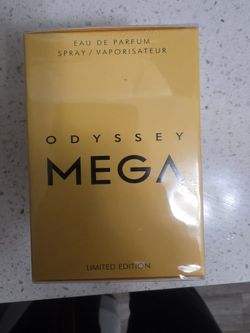 EAU DE PARFUM
SPRAY / VAPORISATEUR
ODYSSEY
MEGA
LIMITED EDITION